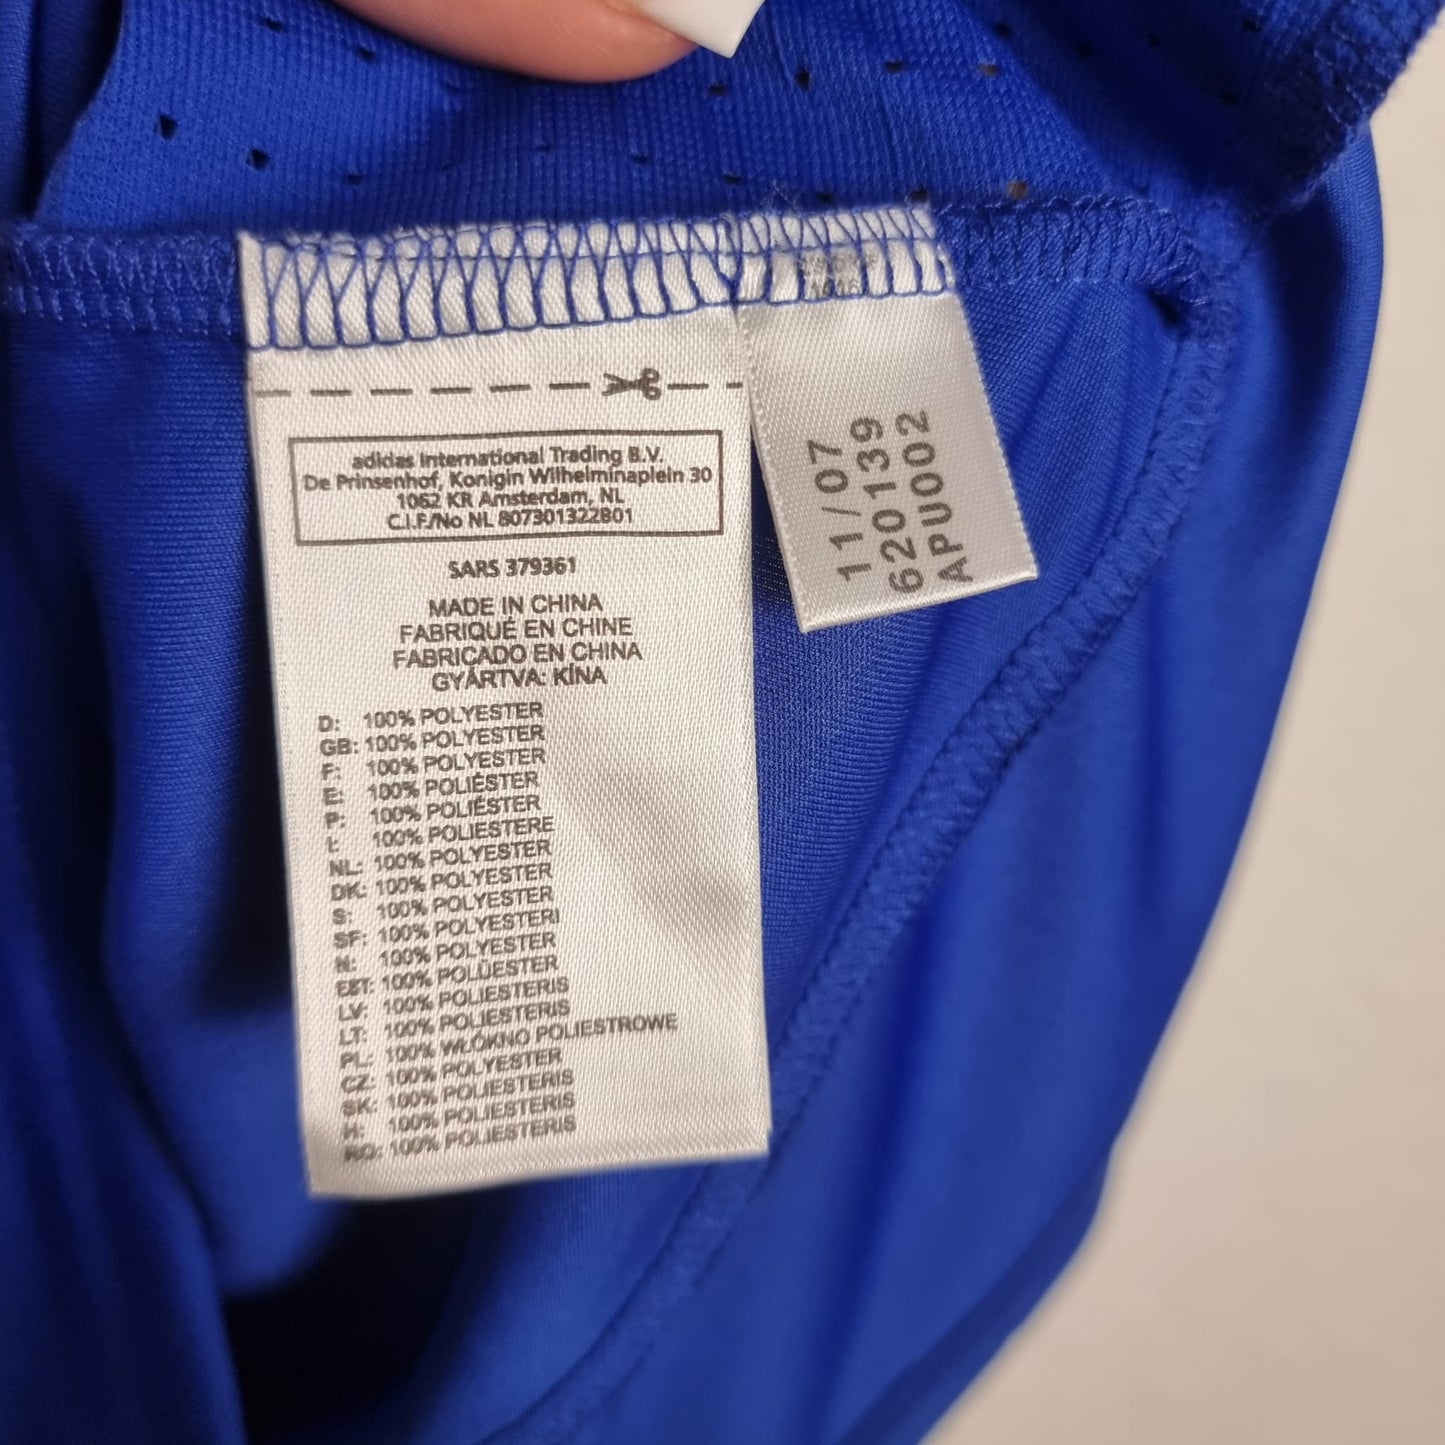 adidas International Trading B.V.
De Prinsenhof, Konigin Wilhelminaplein 30
1062 KR Amsterdam, NL
C.I.F./No NL 807301322B01
SARS 379361
MADE IN CHINA
FABRIQUÉ EN CHINE
FABRICADO EN CHINA
GYÁRTVA: KÍNA
D: 100% POLYESTER
GB: 100% POLYESTER
F: 100% POLYESTER
E: 100% POLIÉSTER
P: 100% POLIÉSTER
I: 100% POLIESTERE
NL: 100% POLYESTER
DK: 100% POLYESTER
S: 100% POLYESTER
SF: 100% POLYESTERI
N: 100% POLYESTER
EST: 100% POLÜESTER
LV: 100% POLIESTERIS
LT: 100% POLIESTERIS
PL: 100% WŁÓKNO POLIESTROWE
CZ: 100% POLYESTER
SK: 100% POLIESTERIS
H: 100% POLIESTERIS
RO: 100% POLIESTERIS
11/07
620139
APU002